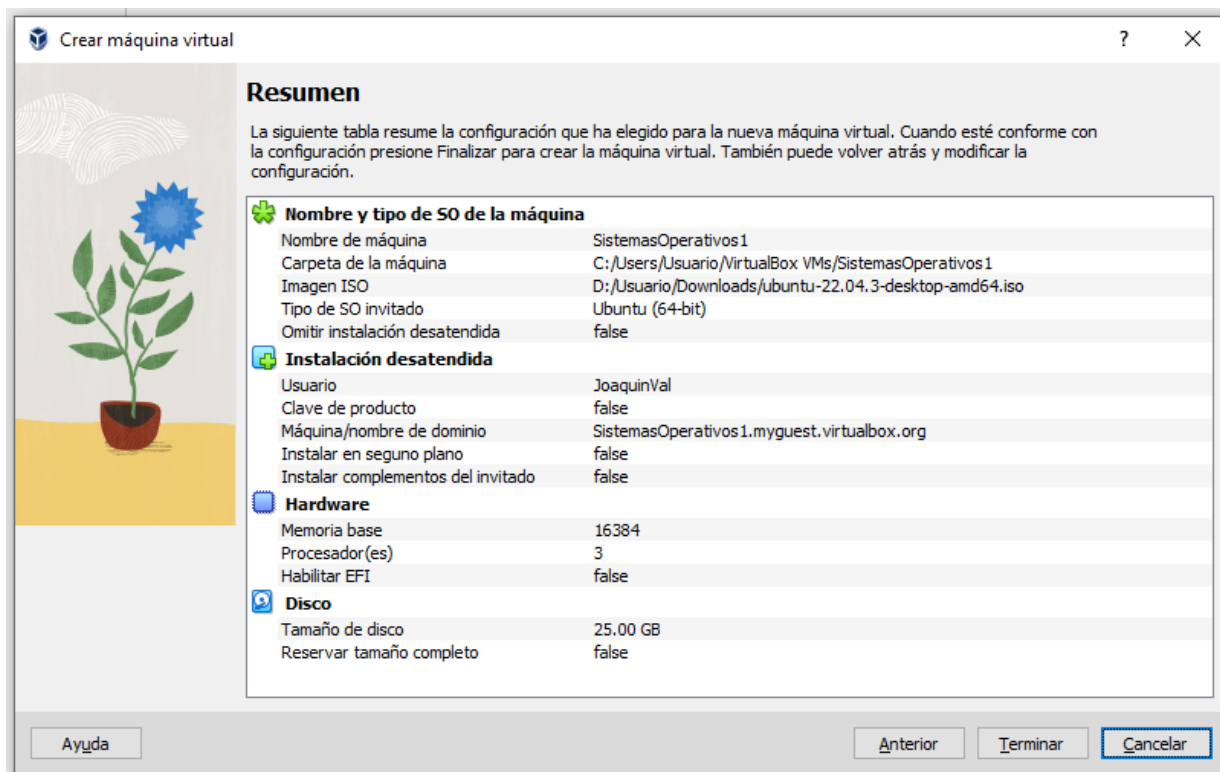 Crear máquina virtual
?
Resumen
La siguiente tabla resume la configuración que ha elegido para la nueva máquina virtual. Cuando esté conforme con
la configuración presione Finalizar para crear la máquina virtual. También puede volver atrás y modificar la
configuración.
Nombre y tipo de SO de la máquina
Nombre de máquina SistemasOperativos1
Carpeta de la máquina C:/Users/Usuario/VirtualBox VMs/SistemasOperativos1
Imagen ISO D:/Usuario/Downloads/ubuntu-22.04.3-desktop-amd64.iso
Tipo de SO invitado Ubuntu (64-bit)
Omitir instalación desatendida false
Instalación desatendida
Usuario JoaquinVal
Clave de producto false
Máquina/nombre de dominio SistemasOperativos1.myguest.virtualbox.org
Instalar en seguno plano false
Instalar complementos del invitado false
Hardware
Memoria base 16384
Procesador(es) 3
Habilitar EFI false
Disco
Tamaño de disco 25.00 GB
Reservar tamaño completo false
Ayuda Anterior Terminar Cancelar